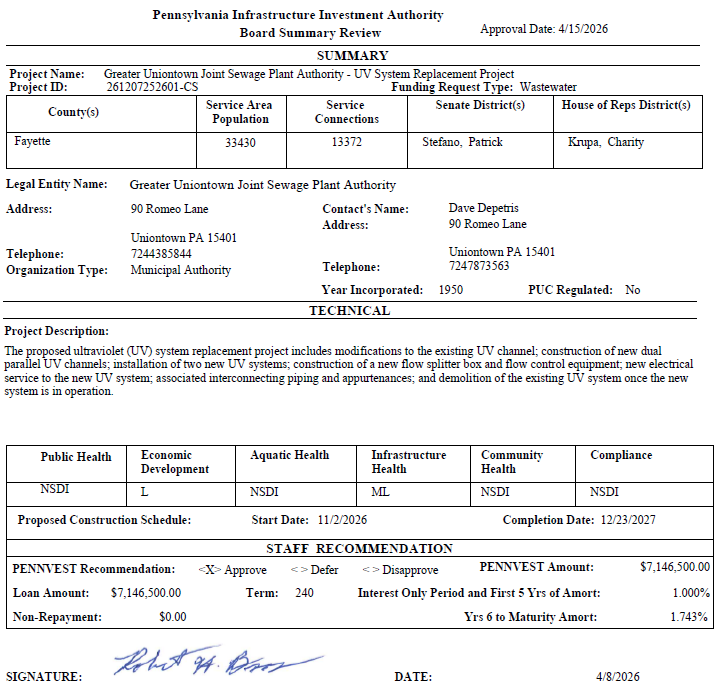 Pennsylvania Infrastructure Investment Authority
Board Summary Review
Approval Date: 4/15/2026
SUMMARY
Project Name: Greater Uniontown Joint Sewage Plant Authority - UV System Replacement Project
Project ID: 261207252601-CS Funding Request Type: Wastewater
County(s) Service Area Population Service Connections Senate District(s) House of Reps District(s)
Fayette 33430 13372 Stefano, Patrick Krupa, Charity
Legal Entity Name: Greater Uniontown Joint Sewage Plant Authority
Address: 90 Romeo Lane Contact's Name: Dave Depetris
Address: 90 Romeo Lane
Uniontown PA 15401 Uniontown PA 15401
Telephone: 7244385844 Telephone: 7247873563
Organization Type: Municipal Authority
Year Incorporated: 1950 PUC Regulated: No
TECHNICAL
Project Description:
The proposed ultraviolet (UV) system replacement project includes modifications to the existing UV channel; construction of new dual
parallel UV channels; installation of two new UV systems; construction of a new flow splitter box and flow control equipment; new electrical
service to the new UV system; associated interconnecting piping and appurtenances; and demolition of the existing UV system once the new
system is in operation.
Public Health Economic Development Aquatic Health Infrastructure Health Community Health Compliance
NSDI L NSDI ML NSDI NSDI
Proposed Construction Schedule: Start Date: 11/2/2026 Completion Date: 12/23/2027
STAFF RECOMMENDATION
PENNVEST Recommendation: <X> Approve < > Defer < > Disapprove PENNVEST Amount: $7,146,500.00
Loan Amount: $7,146,500.00 Term: 240 Interest Only Period and First 5 Yrs of Amort: 1.000%
Non-Repayment: $0.00 Yrs 6 to Maturity Amort: 1.743%
SIGNATURE: DATE: 4/8/2026